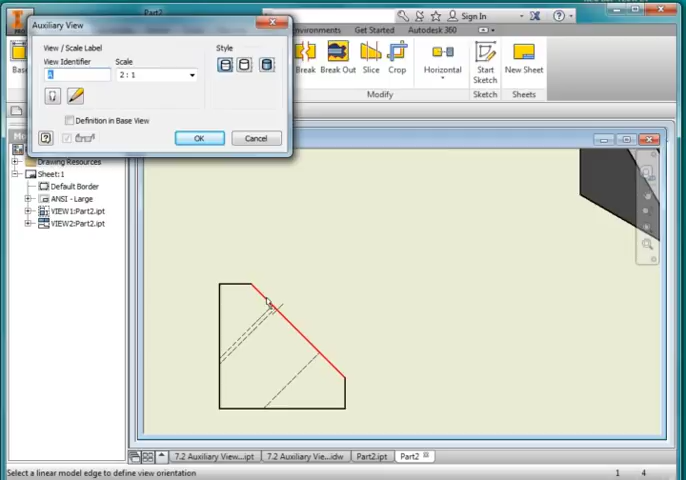 Part2
Auxiliary View
Sign In
Environments
Get Started
Autodesk 360
View / Scale Label
View Identifier
Scale
Style
A
2 : 1
Definition in Base View
OK
Cancel
Base
Break
Break Out
Slice
Crop
Horizontal
Start
Sketch
New Sheet
Modify
Sketch
Sheets
Drawing Resources
Sheet:1
Default Border
ANSI - Large
VIEW1:Part2.ipt
VIEW2:Part2.ipt
7.2 Auxiliary View....ipt
7.2 Auxiliary Vie...idw
Part2.ipt
Part2
Select a linear model edge to define view orientation
1
4